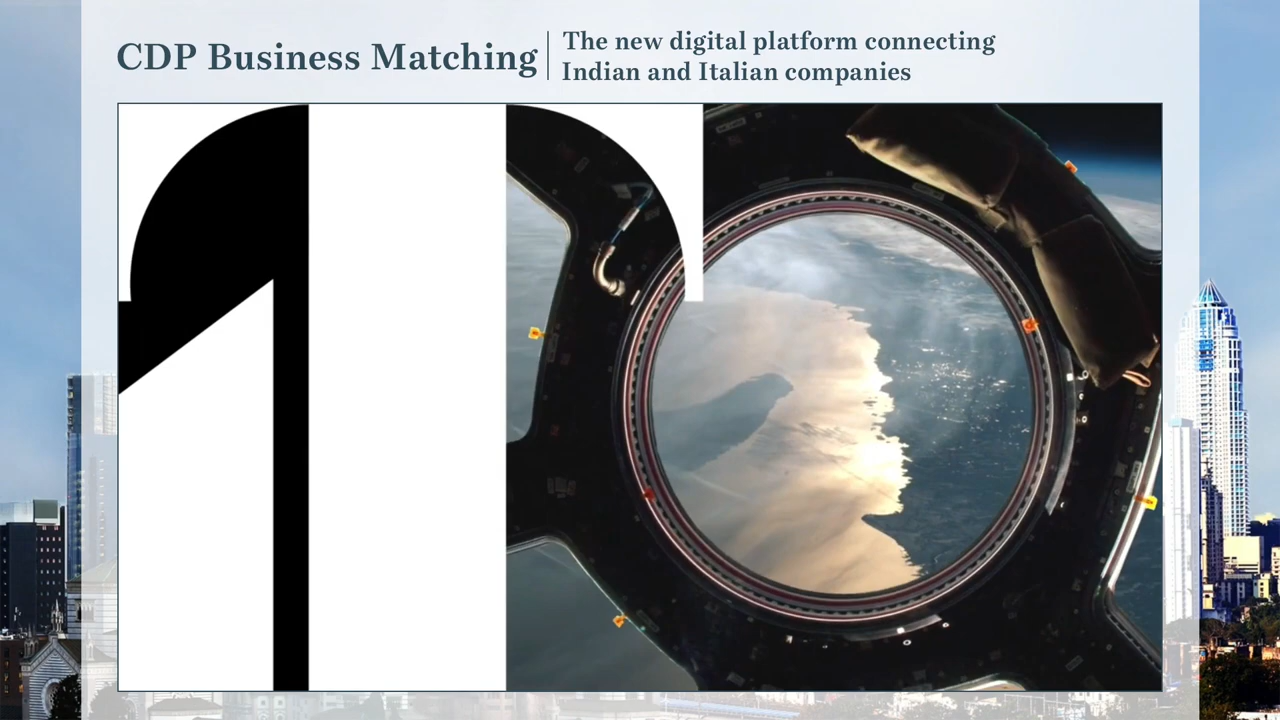 CDP Business Matching
The new digital platform connecting
Indian and Italian companies